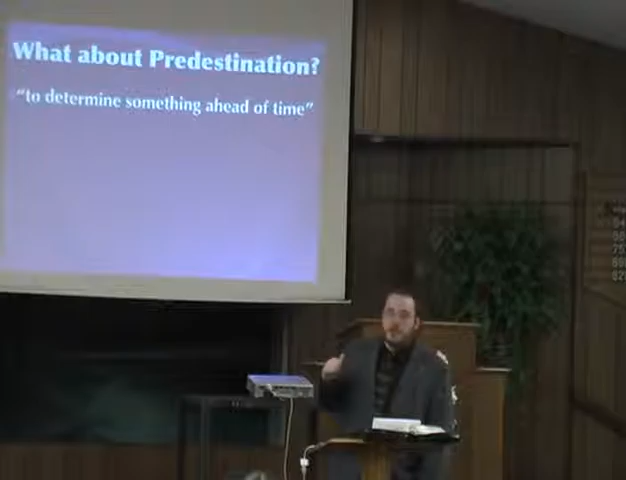 What about Predestination?
“to determine something ahead of time”